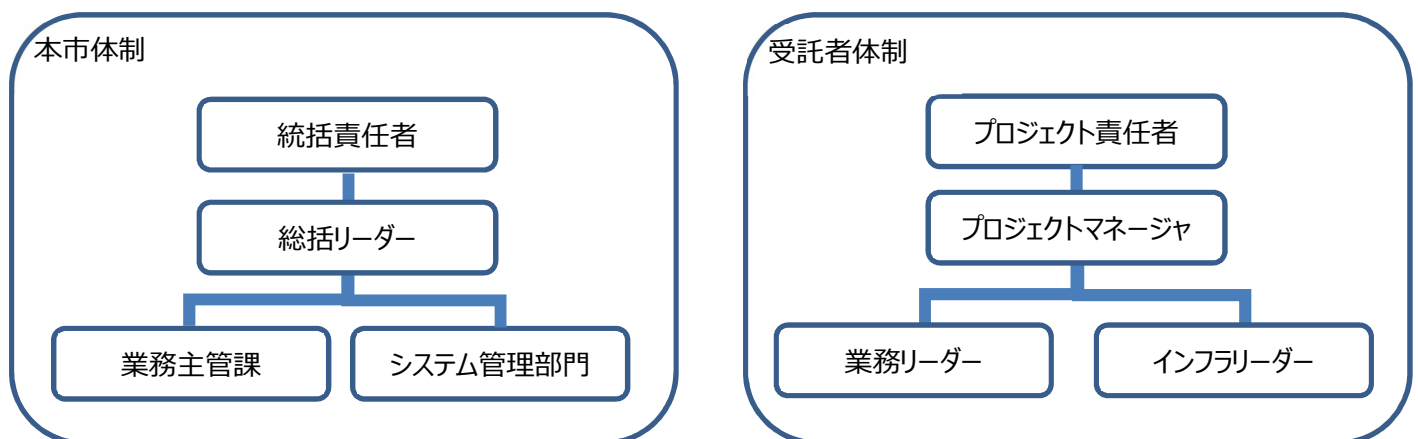 本市体制
統括責任者
総括リーダー
業務主管課
システム管理部門
受託者体制
プロジェクト責任者
プロジェクトマネージャ
業務リーダー
インフラリーダー